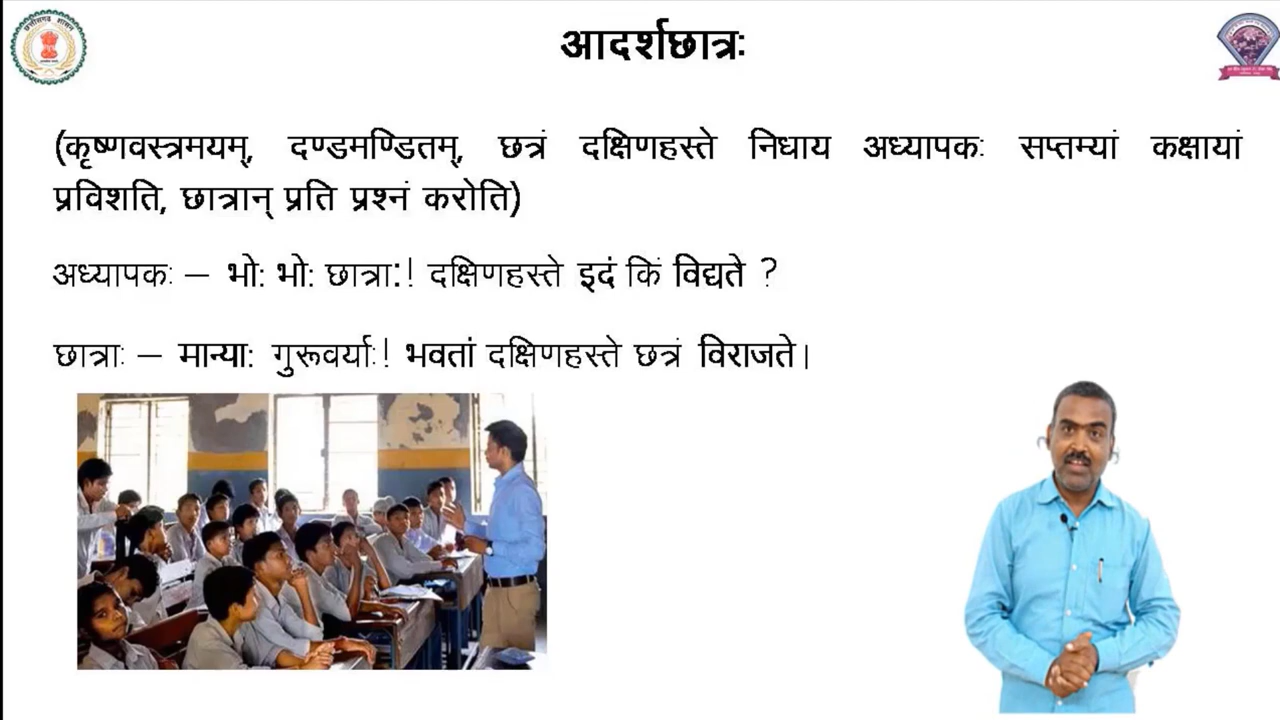 आदर्शछात्रः
(कृष्णवस्त्रमयम्, दण्डमण्डितम्, छत्रं दक्षिणहस्ते निधाय अध्यापकः सप्तम्यां कक्षायां
प्रविशति, छात्रान् प्रति प्रश्नं करोति)
अध्यापकः – भो: भो: छात्रा:! दक्षिणहस्ते इदं किं विद्यते ?
छात्राः – मान्या: गुरूवर्याः! भवतां दक्षिणहस्ते छत्रं विराजते।